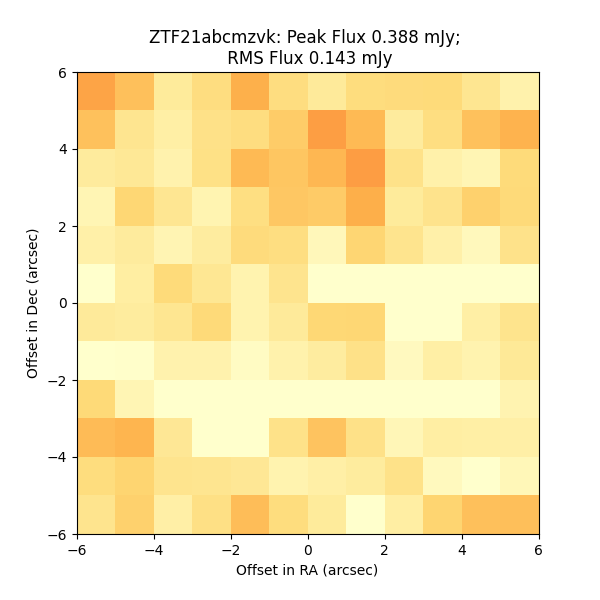 ZTF21abcmzvk: Peak Flux 0.388 mJy;
RMS Flux 0.143 mJy
6
4
2
0
−2
−4
−6
Offset in Dec (arcsec)
−6 −4 −2 0 2 4 6
Offset in RA (arcsec)